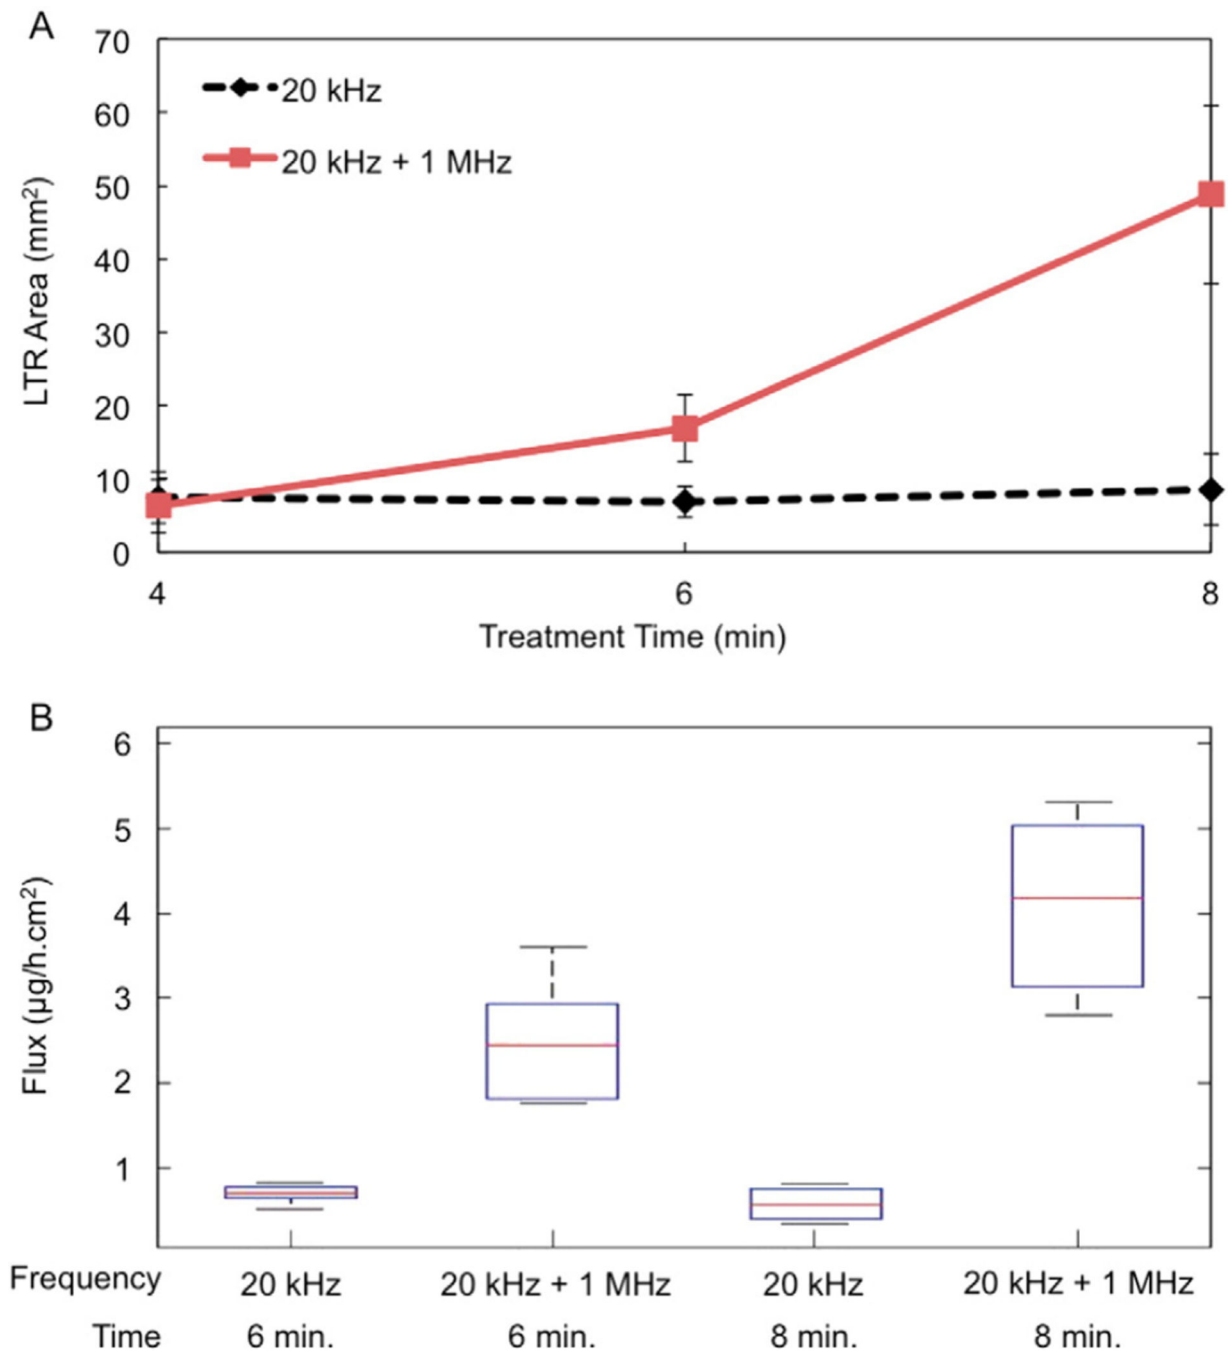 A
70
60
50
40
30
20
10
0
LTR Area (mm²)
20 kHz
20 kHz + 1 MHz
4 6 8
Treatment Time (min)
B
6
5
4
3
2
1
Flux (µg/h.cm²)
Frequency 20 kHz 20 kHz + 1 MHz 20 kHz 20 kHz + 1 MHz
Time 6 min. 6 min. 8 min. 8 min.